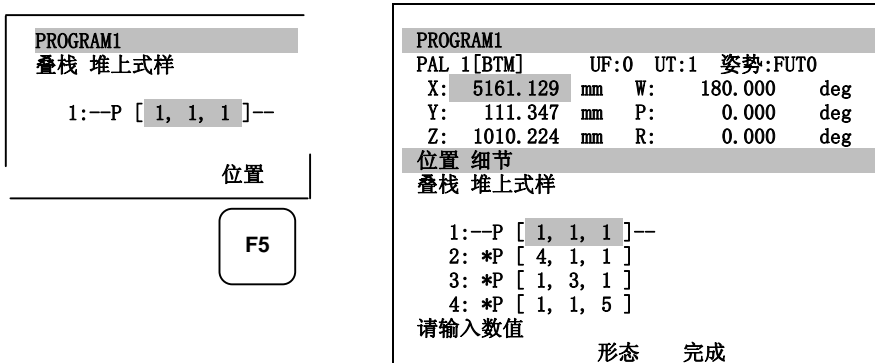 PROGRAM1
叠栈 堆上式样
1:--P [ 1, 1, 1 ]--
位置
F5
PROGRAM1
PAL 1[BTM] UF:0 UT:1 姿势:FUT0
X: 5161.129 mm W: 180.000 deg
Y: 111.347 mm P: 0.000 deg
Z: 1010.224 mm R: 0.000 deg
位置 细节
叠栈 堆上式样
1:--P [ 1, 1, 1 ]--
2: *P [ 4, 1, 1 ]
3: *P [ 1, 3, 1 ]
4: *P [ 1, 1, 5 ]
请输入数值
形态 完成